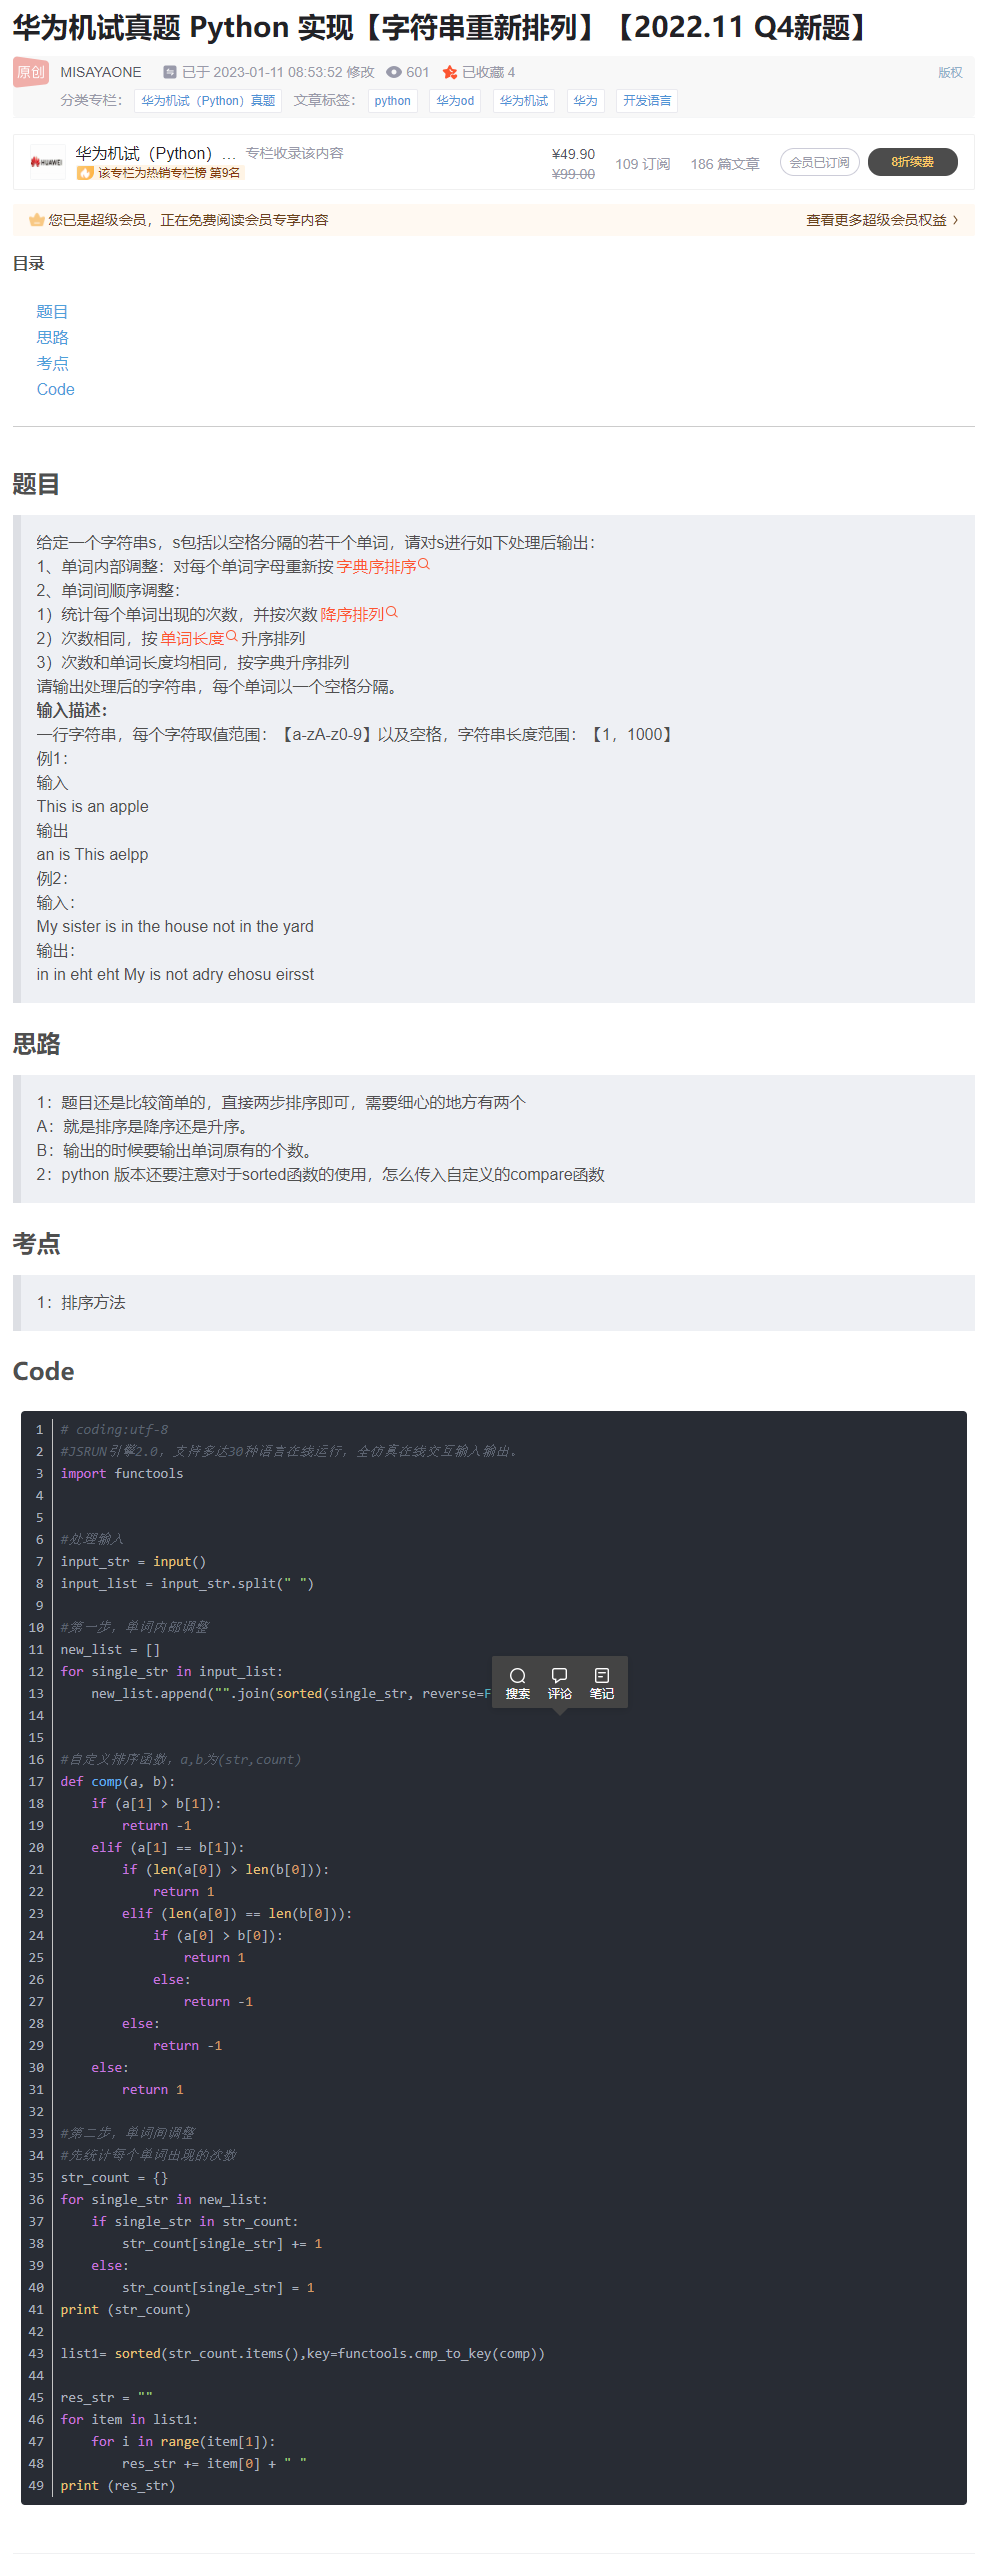 华为机试真题 Python 实现【字符串重新排列】【2022.11 Q4新题】
原创 MISAYAONE 已于 2023-01-11 08:53:52 修改 601 已收藏 4 版权
分类专栏： 华为机试（Python）真题 文章标签： python 华为od 华为机试 华为 开发语言
HUAWEI 华为机试（Python） ... 专栏收录该内容
该专栏为热销专栏榜 第9名
¥49.90
¥99.00
109 订阅 186 篇文章 会员已订阅 8折续费
您已是超级会员，正在免费阅读会员专享内容 查看更多超级会员权益
目录
题目
思路
考点
Code
题目
给定一个字符串s，s包括以空格分隔的若干个单词，请对s进行如下处理后输出：
1、单词内部调整：对每个单词字母重新按字典序排序
2、单词间顺序调整：
1）统计每个单词出现的次数，并按次数降序排列
2）次数相同，按单词长度升序排列
3）次数和单词长度均相同，按字典升序排列
请输出处理后的字符串，每个单词以一个空格分隔。
输入描述：
一行字符串，每个字符取值范围：【a-zA-z0-9】以及空格，字符串长度范围：【1，1000】
例1：
输入
This is an apple
输出
an is This aelpp
例2：
输入：
My sister is in the house not in the yard
输出：
in in eht eht My is not adry ehosu eirsst
思路
1：题目还是比较简单的，直接两步排序即可，需要细心的地方有两个
A：就是排序是降序还是升序。
B：输出的时候要输出单词原有的个数。
2：python 版本还要注意对于sorted函数的使用，怎么传入自定义的compare函数
考点
1：排序方法
Code
1 # coding:utf-8
2 #JSRUN引擎2.0，支持多达30种语言在线运行，全仿真在线交互输入输出。
3 import functools
4
5
6 #处理输入
7 input_str = input()
8 input_list = input_str.split(" ")
9
10 #第一步，单词内部调整
11 new_list = []
12 for single_str in input_list:
13     new_list.append("".join(sorted(single_str, reverse=F
搜索 评论 笔记
14
15
16 #自定义排序函数，a,b为(str,count)
17 def comp(a, b):
18     if (a[1] > b[1]):
19         return -1
20     elif (a[1] == b[1]):
21         if (len(a[0]) > len(b[0])):
22             return 1
23         elif (len(a[0]) == len(b[0])):
24             if (a[0] > b[0]):
25                 return 1
26             else:
27                 return -1
28         else:
29             return -1
30     else:
31         return 1
32
33 #第二步，单词间调整
34 #先统计每个单词出现的次数
35 str_count = {}
36 for single_str in new_list:
37     if single_str in str_count:
38         str_count[single_str] += 1
39     else:
40         str_count[single_str] = 1
41 print (str_count)
42
43 list1= sorted(str_count.items(),key=functools.cmp_to_key(comp))
44
45 res_str = ""
46 for item in list1:
47     for i in range(item[1]):
48         res_str += item[0] + " "
49 print (res_str)